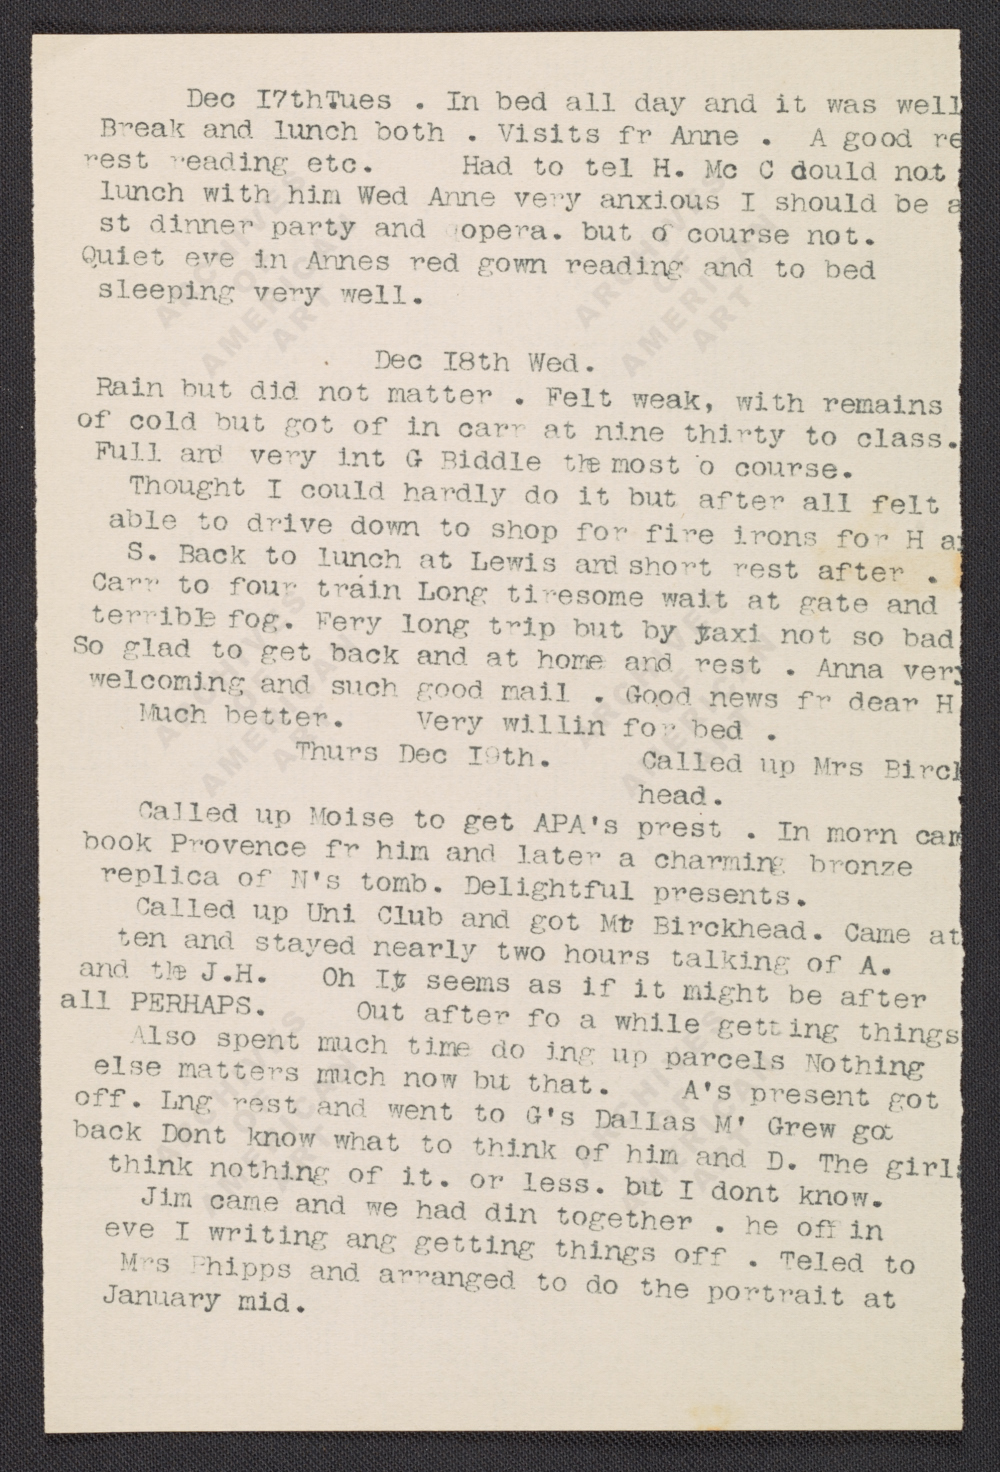 Dec I7thTues . In bed all day and it was well
Break and lunch both . Visits fr Anne . A good re
rest reading etc. Had to tel H. Mc C dould not
lunch with him Wed Anne very anxious I should be a
st dinner party and opera. but o course not.
Quiet eve in Annes red gown reading and to bed
sleeping very well.
Dec I8th Wed.
Rain but did not matter . Felt weak, with remains
of cold but got of in carr at nine thirty to class.
Full and very int G Biddle the most o course.
Thought I could hardly do it but after all felt
able to drive down to shop for fire irons for H a
S. Back to lunch at Lewis and short rest after .
Carr to four train Long tiresome wait at gate and
terrible fog. Fery long trip but by taxi not so bad
So glad to get back and at home and rest . Anna very
welcoming and such good mail . Good news fr dear H
Much better. Very willin for bed .
Thurs Dec I9th. Called up Mrs Birck
head.
Called up Moise to get APA's prest . In morn cam
book Provence fr him and later a charming bronze
replica of N's tomb. Delightful presents.
Called up Uni Club and got Mr Birckhead. Came at
ten and stayed nearly two hours talking of A.
and the J.H. Oh It seems as if it might be after
all PERHAPS. Out after fo a while getting things
Also spent much time do ing up parcels Nothing
else matters much now but that. A's present got
off. Lng rest and went to G's Dallas M' Grew got
back Dont know what to think of him and D. The girls
think nothing of it. or less. but I dont know.
Jim came and we had din together . he off in
eve I writing ang getting things off . Teled to
Mrs Phipps and arranged to do the portrait at
January mid.